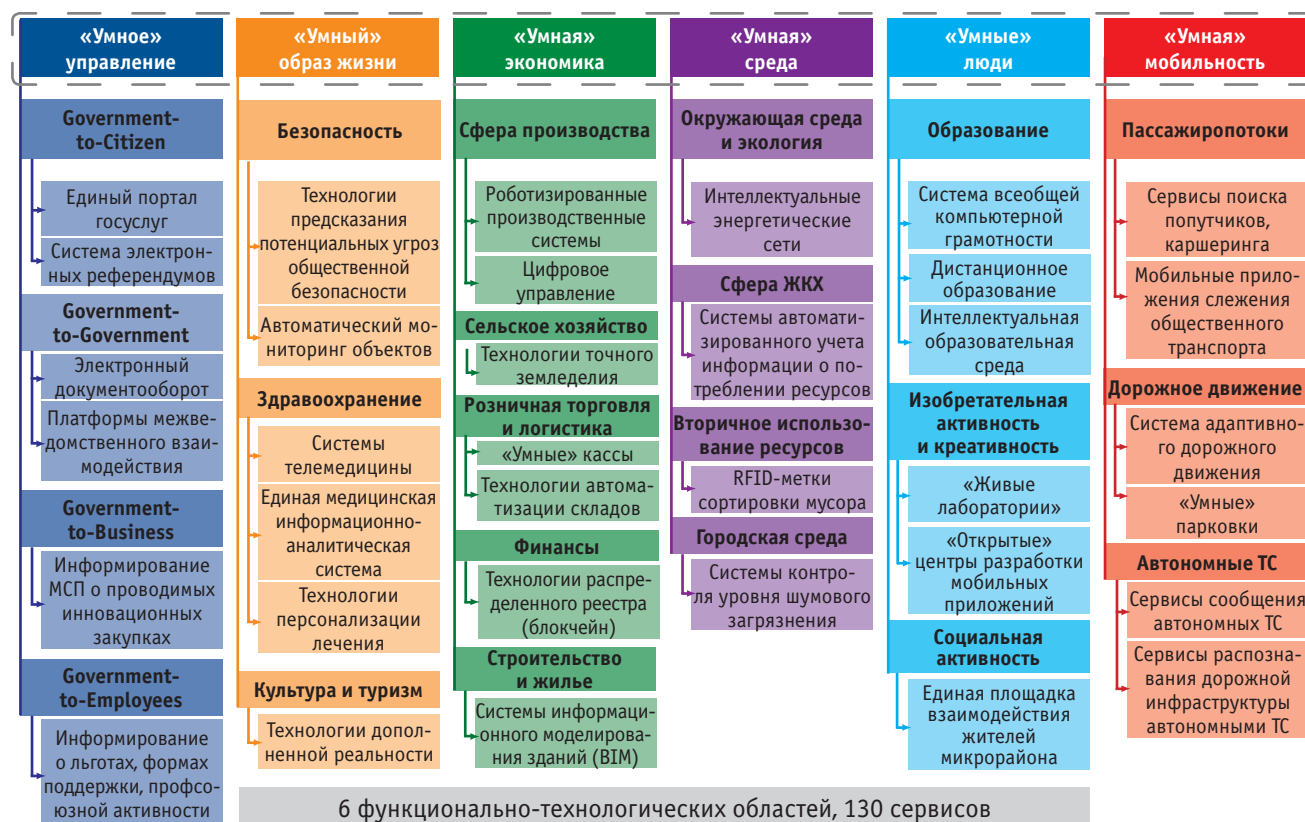 «Умное»
управление
Government-
to-Citizen
Единый портал
госуслуг
Система электрон-
ных референдумов
Government-
to-Government
Электронный
документооборот
Платформы межве-
домственного взаи-
модействия
Government-
to-Business
Информирование
МСП о проводимых
инновационных
закупках
Government-
to-Employees
Информирование
о льготах, формах
поддержки, профсо-
юзной активности
«Умный»
образ жизни
Безопасность
Технологии
предсказания
потенциальных угроз
общественной
безопасности
Автоматический мо-
ниторинг объектов
Здравоохранение
Системы
телемедицины
Единая медицинская
информационно-
аналитическая
система
Технологии
персонализации
лечения
Культура и туризм
Технологии допол-
ненной реальности
«Умная»
экономика
Сфера производства
Роботизированные
производственные
системы
Цифровое
управление
Сельское хозяйство
Технологии точного
земледелия
Розничная торговля
и логистика
«Умные» кассы
Технологии автома-
тизации складов
Финансы
Технологии распре-
деленного реестра
(блокчейн)
Строительство
и жилье
Системы информаци-
онного моделирова-
ния зданий (BIM)
«Умная»
среда
Окружающая среда
и экология
Интеллектуальные
энергетические
сети
Сфера ЖКХ
Системы автомати-
зированного учета
информации о по-
треблении ресурсов
Вторичное использо-
вание ресурсов
RFID-метки
сортировки мусора
Городская среда
Системы контро-
ля уровня шумового
загрязнения
«Умные»
люди
Образование
Система всеобщей
компьютерной
грамотности
Дистанционное
образование
Интеллектуальная
образовательная
среда
Изобретательная
активность
и креативность
«Живые
лаборатории»
«Открытые»
центры разработки
мобильных
приложений
Социальная
активность
Единая площадка
взаимодействия
жителей
микрорайона
«Умная»
мобильность
Пассажиропотоки
Сервисы поиска
попутчиков,
каршеринга
Мобильные прило-
жения слежения
общественного
транспорта
Дорожное движение
Система адаптивно-
го дорожного
движения
«Умные»
парковки
Автономные ТС
Сервисы сообщения
автономных ТС
Сервисы распозна-
вания дорожной
инфраструктуры
автономными ТС
6 функционально-технологических областей, 130 сервисов